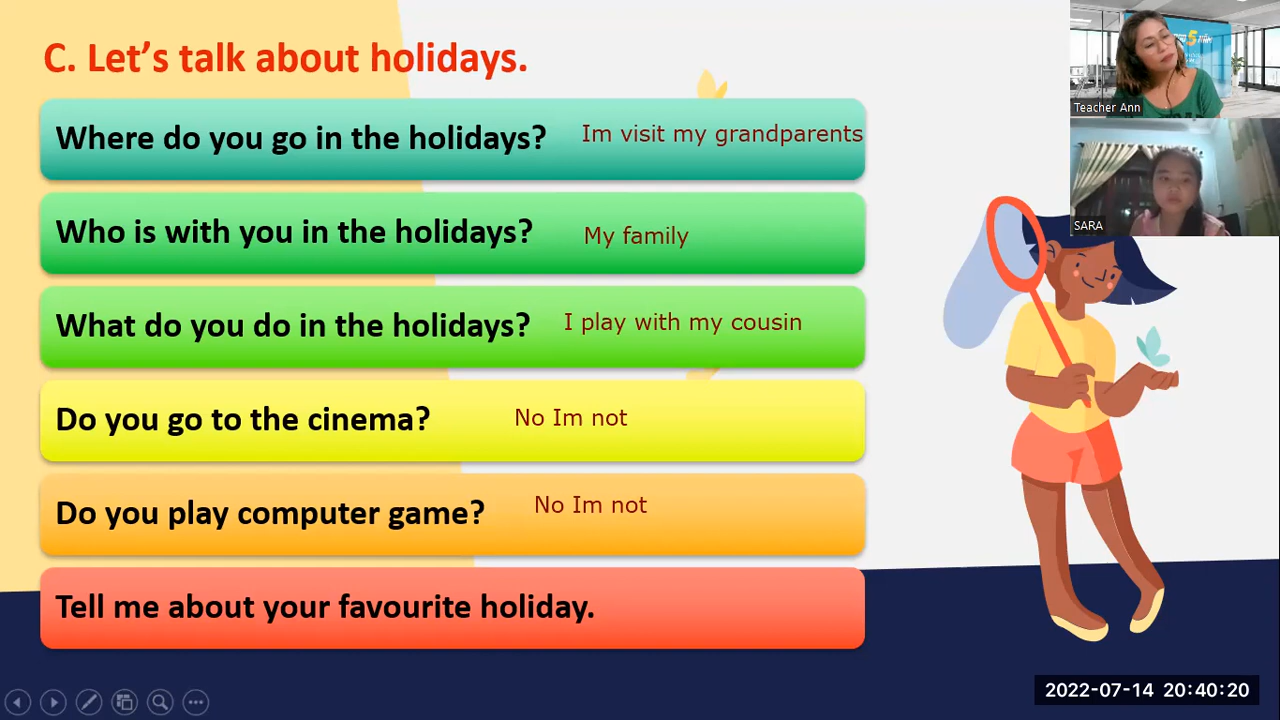 C. Let's talk about holidays.
Where do you go in the holidays? Im visit my grandparents
Who is with you in the holidays? My family
What do you do in the holidays? I play with my cousin
Do you go to the cinema? No Im not
Do you play computer game? No Im not
Tell me about your favourite holiday.
Teacher Ann
SARA
2022-07-14 20:40:20